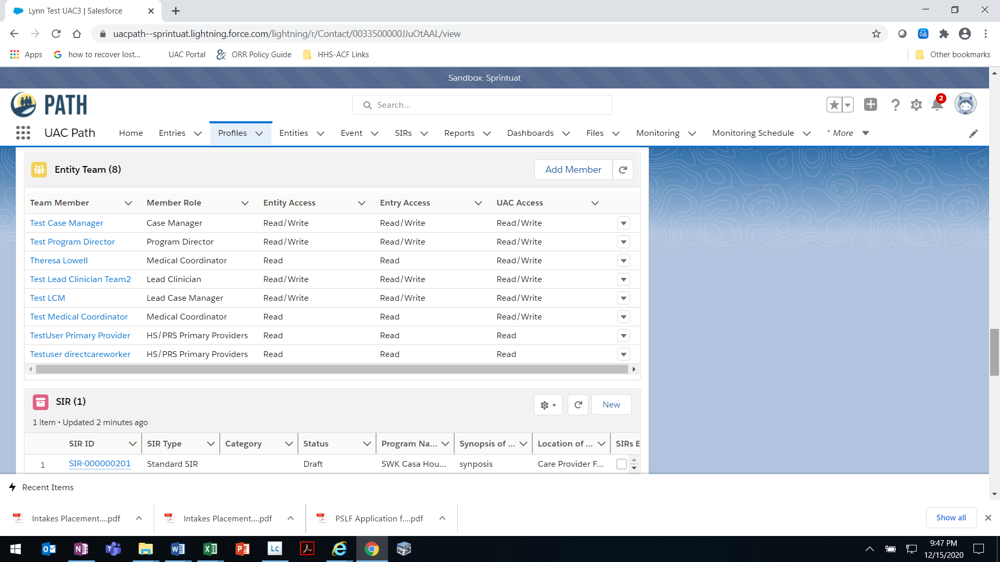 Lynn Test UAC3 | Salesforce
uacpath--sprintuat.lightning.force.com/lightning/r/Contact/0033500000JJuOtAAL/view
Apps how to recover lost... UAC Portal ORR Policy Guide HHS-ACF Links Other bookmarks
Sandbox: Sprintuat
PATH Search... 2
UAC Path Home Entries Profiles Entities Event SIRs Reports Dashboards Files Monitoring Monitoring Schedule * More
Entity Team (8) Add Member
Team Member Member Role Entity Access Entry Access UAC Access
Test Case Manager Case Manager Read/Write Read/Write Read/Write
Test Program Director Program Director Read/Write Read/Write Read/Write
Theresa Lowell Medical Coordinator Read Read Read/Write
Test Lead Clinician Team2 Lead Clinician Read/Write Read/Write Read/Write
Test LCM Lead Case Manager Read/Write Read/Write Read/Write
Test Medical Coordinator Medical Coordinator Read Read Read/Write
TestUser Primary Provider HS/PRS Primary Providers Read Read Read
Testuser directcareworker HS/PRS Primary Providers Read Read Read
SIR (1) New
1 item • Updated 2 minutes ago
SIR ID SIR Type Category Status Program Na... Synopsis of ... Location of ... SIRs E
1 SIR-000000201 Standard SIR Draft SWK Casa Hou... synposis Care Provider F...
Recent Items
Intakes Placement....pdf Intakes Placement....pdf PSLF Application f....pdf Show all
Lc
9:47 PM
12/15/2020